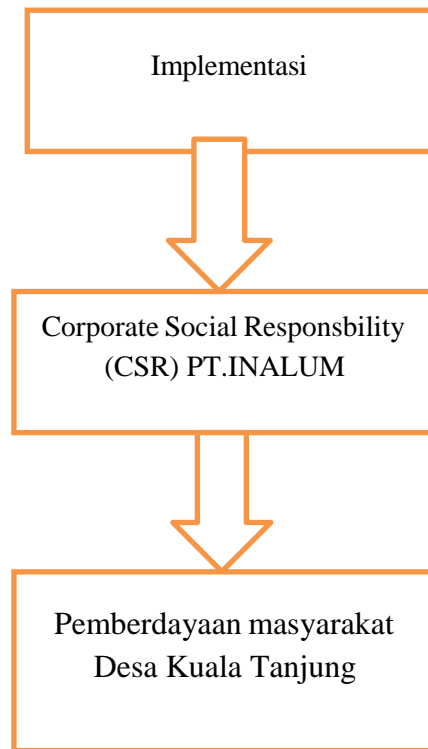 Implementasi
Corporate Social Responsbility
(CSR) PT.INALUM
Pemberdayaan masyarakat
Desa Kuala Tanjung